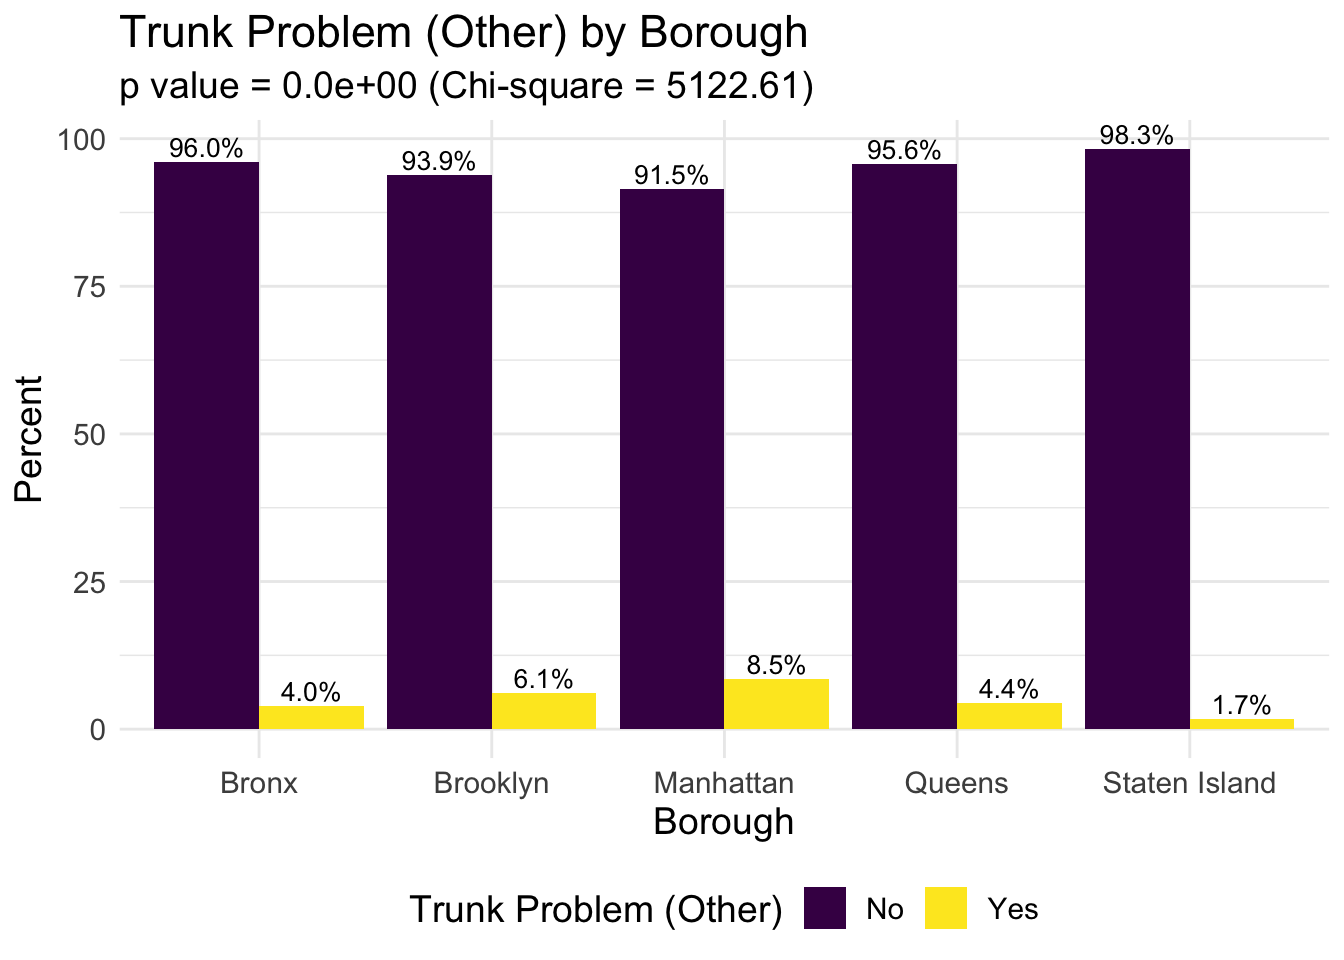 Trunk Problem (Other) by Borough
p value = 0.0e+00 (Chi-square = 5122.61)
Percent
100
75
50
25
0
96.0%
4.0%
93.9%
6.1%
91.5%
8.5%
95.6%
4.4%
98.3%
1.7%
Bronx Brooklyn Manhattan Queens Staten Island
Borough
Trunk Problem (Other) No Yes